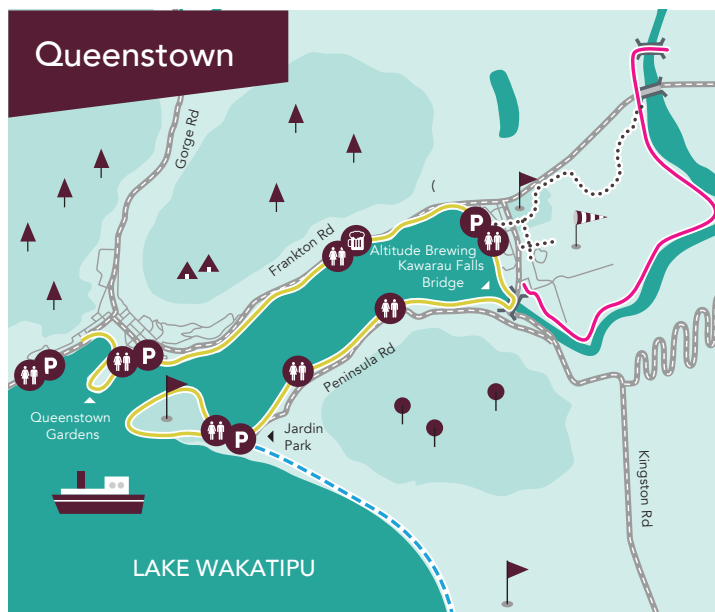 Queenstown
Gorge Rd
Frankton Rd
P
Altitude Brewing
Kawarau Falls
Bridge
P
P
Queenstown
Gardens
Peninsula Rd
P
Jardin
Park
Kingston Rd
LAKE WAKATIPU